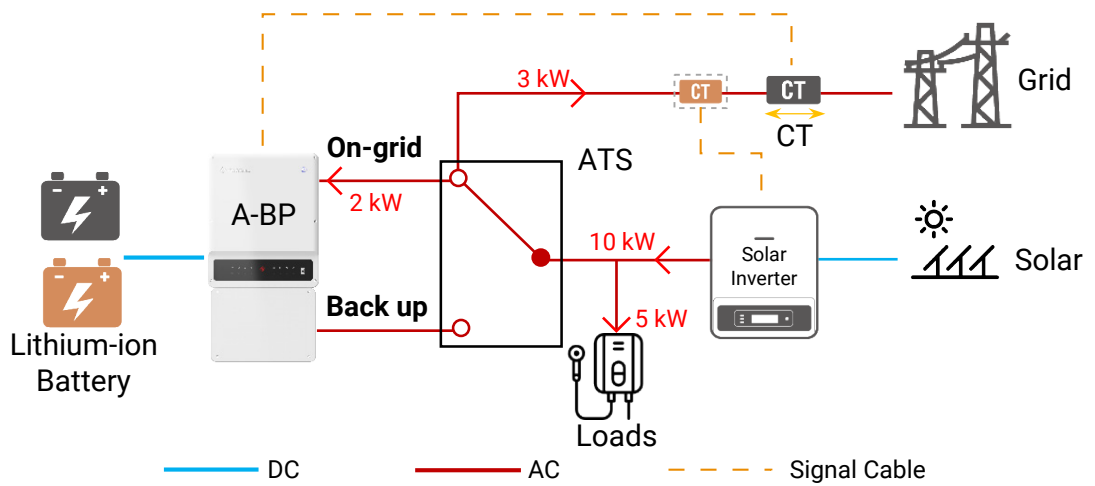 3 kW
CT
CT
Grid
CT
On-grid
ATS
2 kW
A-BP
10 kW
Solar
Inverter
Solar
Back up
5 kW
Lithium-ion
Battery
Loads
DC
AC
Signal Cable